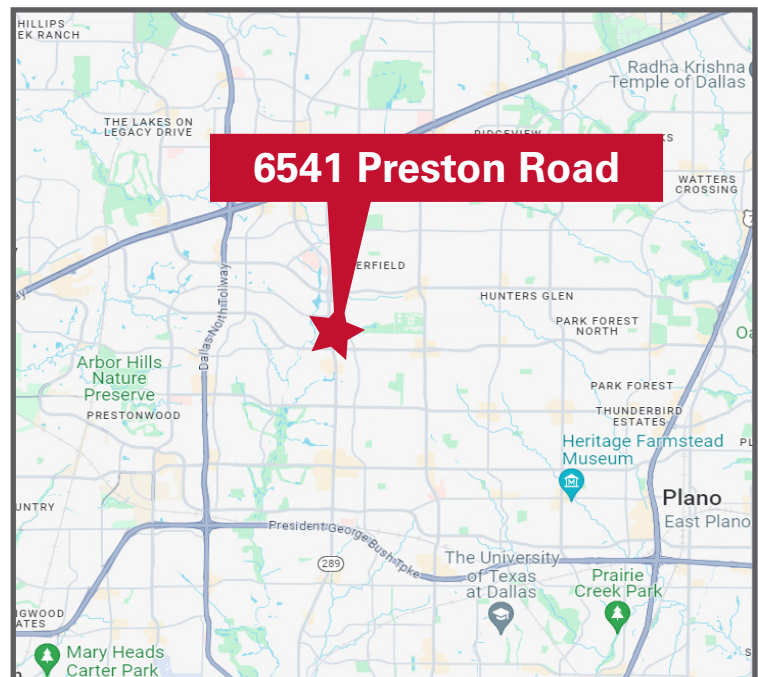 HILLIPS
EK RANCH
Radha Krishna
Temple of Dallas
THE LAKES ON
LEGACY DRIVE
RIDGEVIEW
KS
6541 Preston Road
WATTERS
CROSSING
ERFIELD
HUNTERS GLEN
PARK FOREST
NORTH
Dallas North Tollway
Oa
Arbor Hills
Nature
Preserve
PRESTONWOOD
PARK FOREST
THUNDERBIRD
ESTATES
Heritage Farmstead
Museum
PL
UNTRY
Plano
East Plano
President George Bush Tpke
289
The University
of Texas
at Dallas
Prairie
Creek Park
GWOOD
ATES
Mary Heads
Carter Park